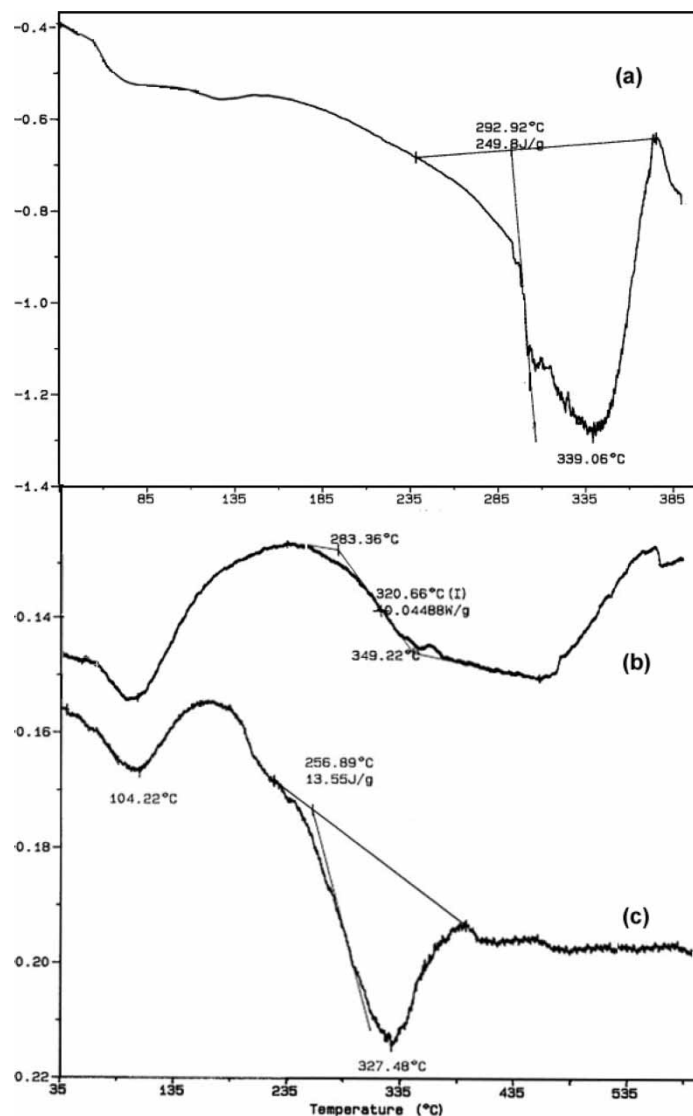 -0.4
(a)
292.92°C
249.8J/g
-0.6
-0.8
-1.0
-1.2
339.06°C
-1.4
85 135 185 235 285 335 385
283.36°C
320.66°C(I)
0.04488W/g
0.14
349.22°C
(b)
0.16
256.89°C
13.55J/g
104.22°C
0.18
(c)
0.20
327.48°C
0.22
35 135 235 335 435 535
Temperature (°C)